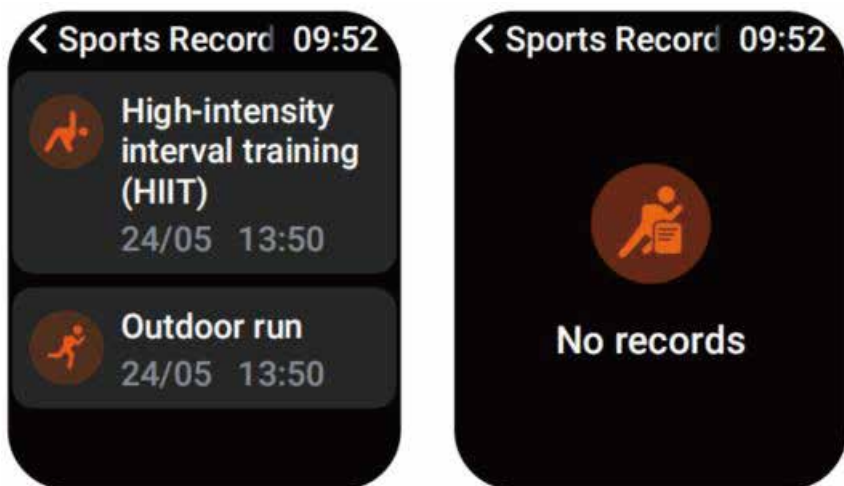 < Sports Record 09:52
High-intensity
interval training
(HIIT)
24/05 13:50
Outdoor run
24/05 13:50
< Sports Record 09:52
No records